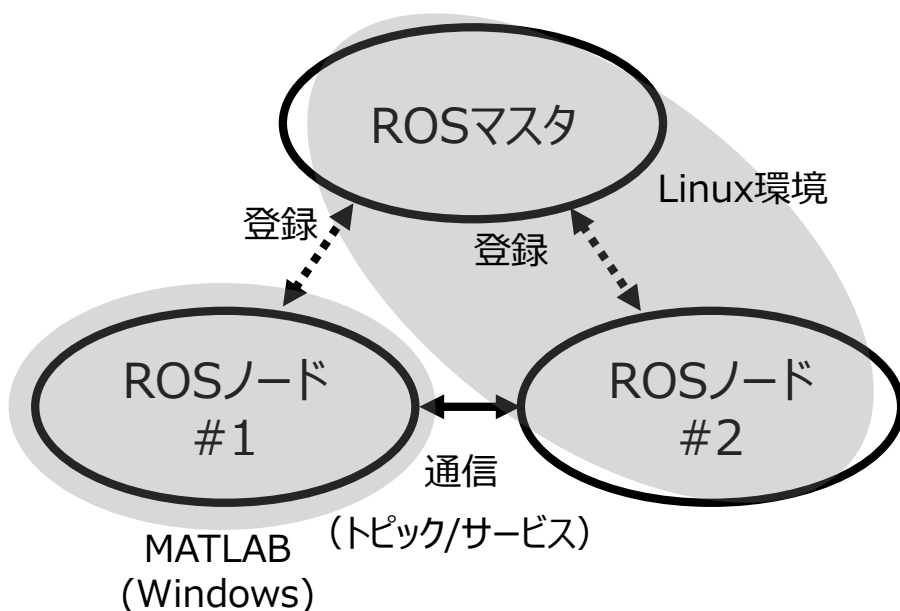 ROSマスタ
Linux環境
登録
登録
ROSノード
#1
ROSノード
#2
通信
(トピック/サービス)
MATLAB
(Windows)